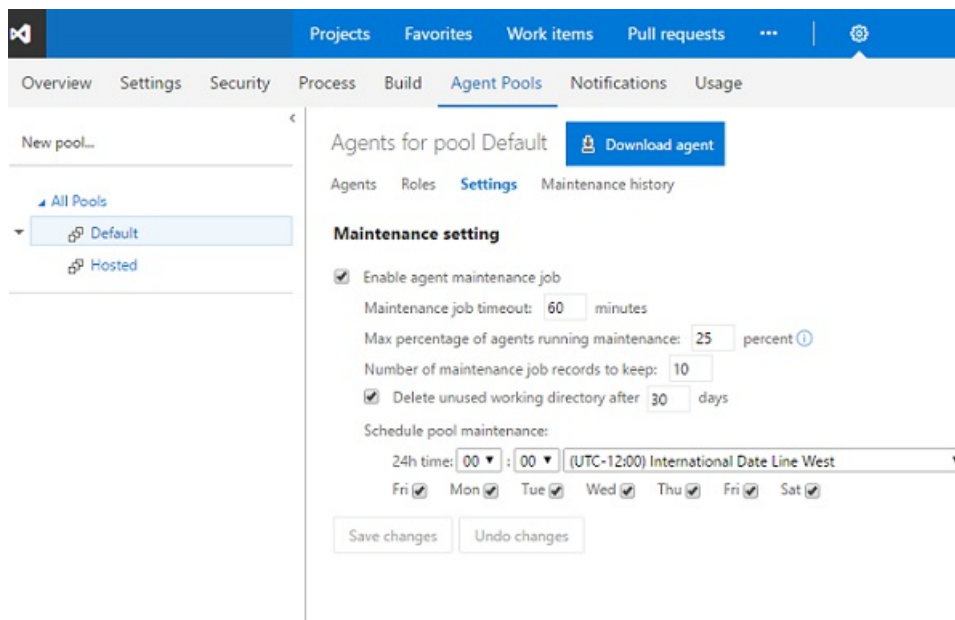 Projects Favorites Work items Pull requests ...
Overview Settings Security Process Build Agent Pools Notifications Usage
New pool...
All Pools
Default
Hosted
Agents for pool Default Download agent
Agents Roles Settings Maintenance history
Maintenance setting
Enable agent maintenance job
Maintenance job timeout: 60 minutes
Max percentage of agents running maintenance: 25 percent
Number of maintenance job records to keep: 10
Delete unused working directory after 30 days
Schedule pool maintenance:
24h time: 00 : 00 (UTC-12:00) International Date Line West
Fri Mon Tue Wed Thu Fri Sat
Save changes Undo changes